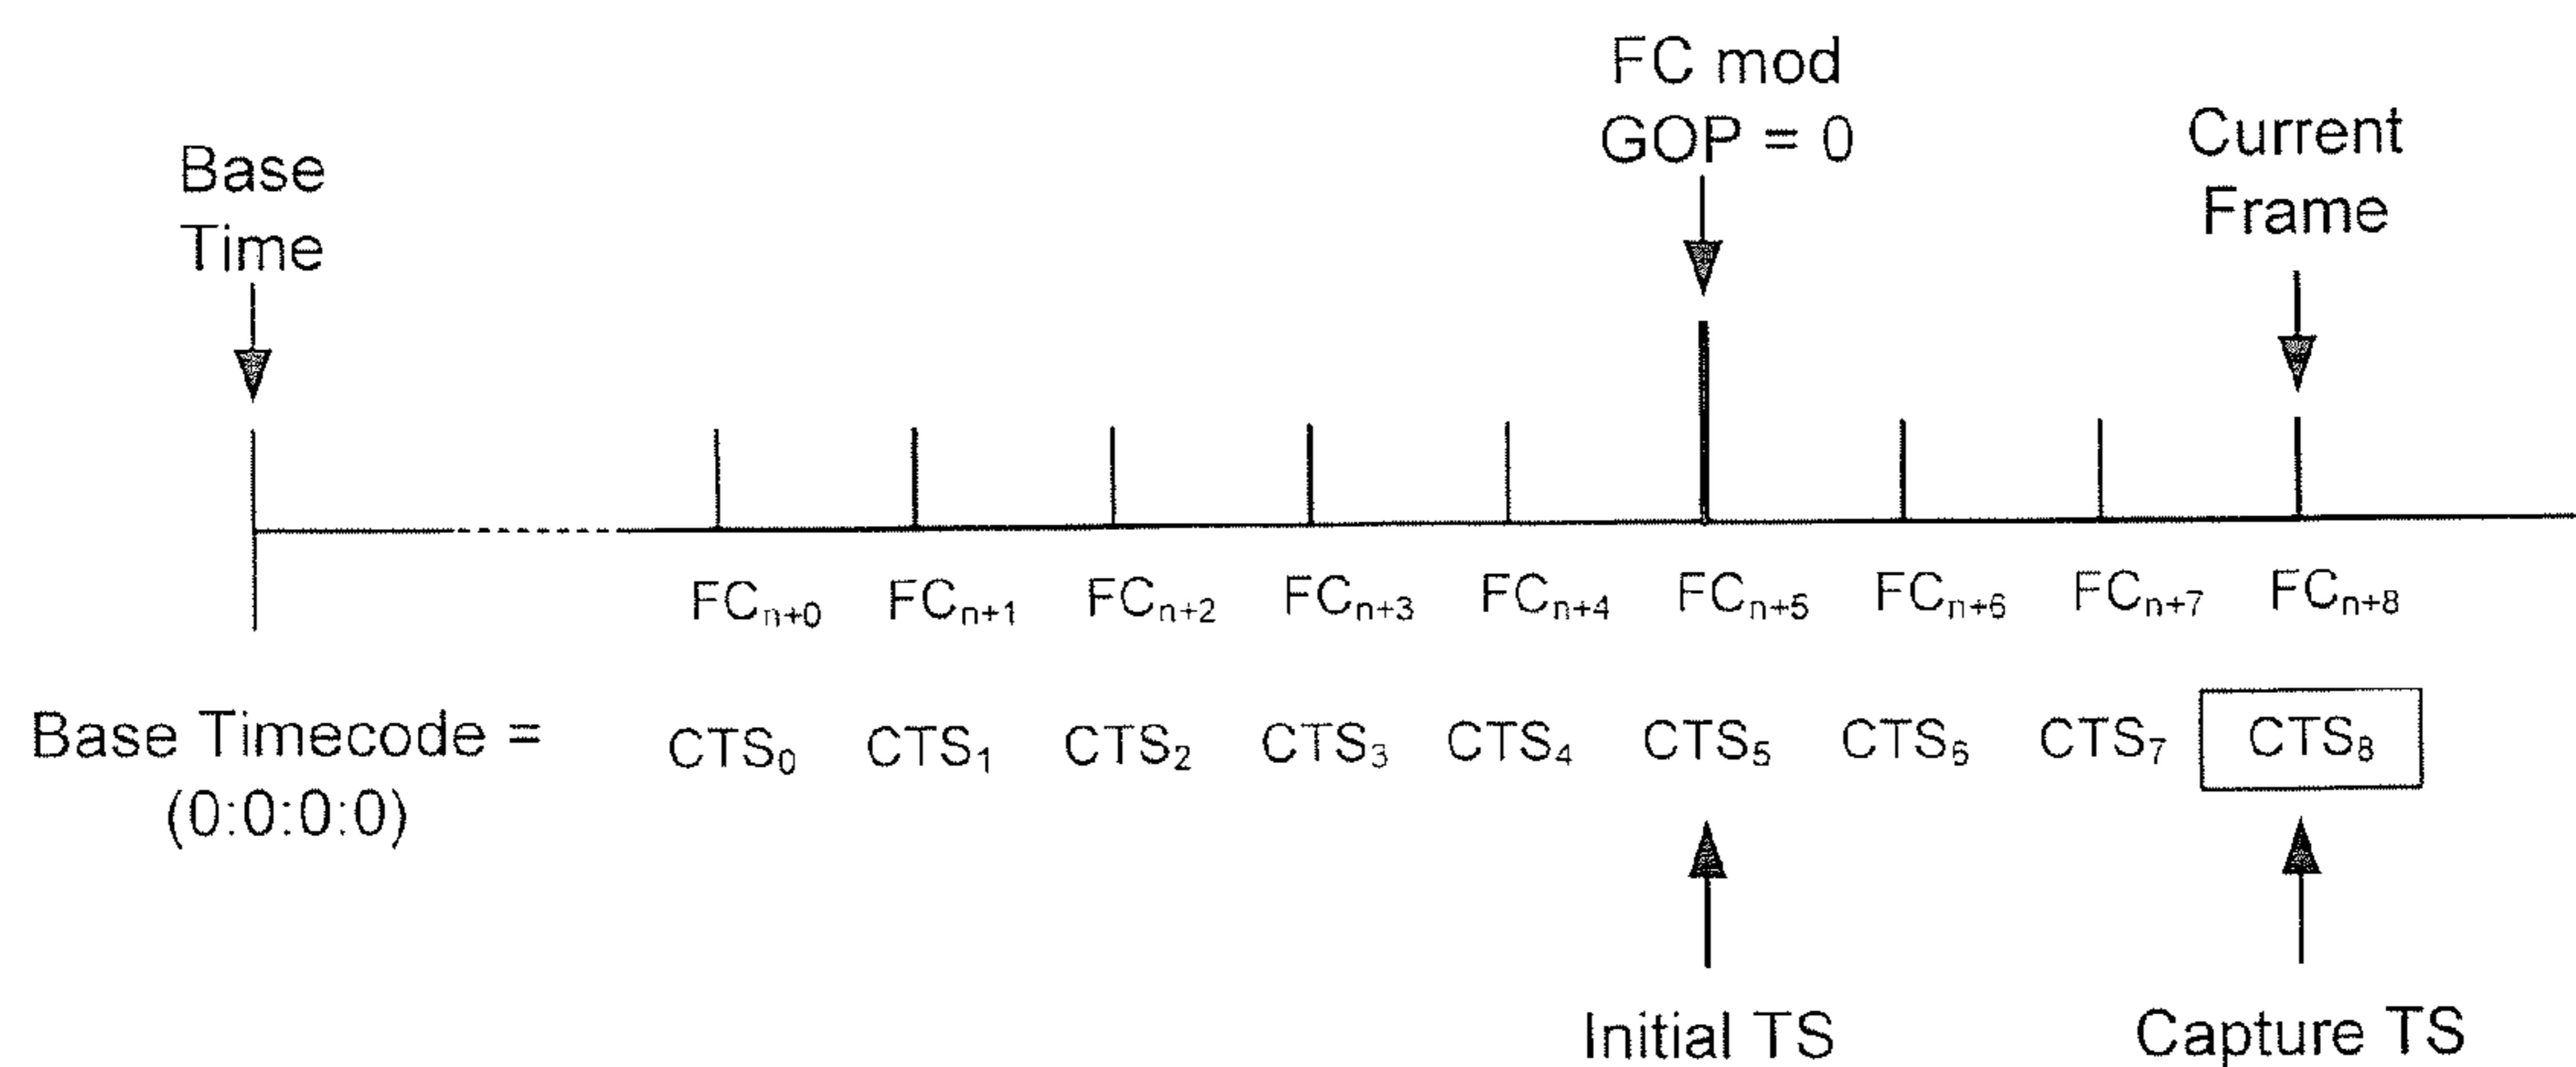 FC mod
GOP = 0
Current
Frame
Base
Time
FCn+0 FCn+1 FCn+2 FCn+3 FCn+4 FCn+5 FCn+6 FCn+7 FCn+8
Base Timecode =
(0:0:0:0)
CTS0 CTS1 CTS2 CTS3 CTS4 CTS5 CTS6 CTS7 CTS8
Initial TS
Capture TS